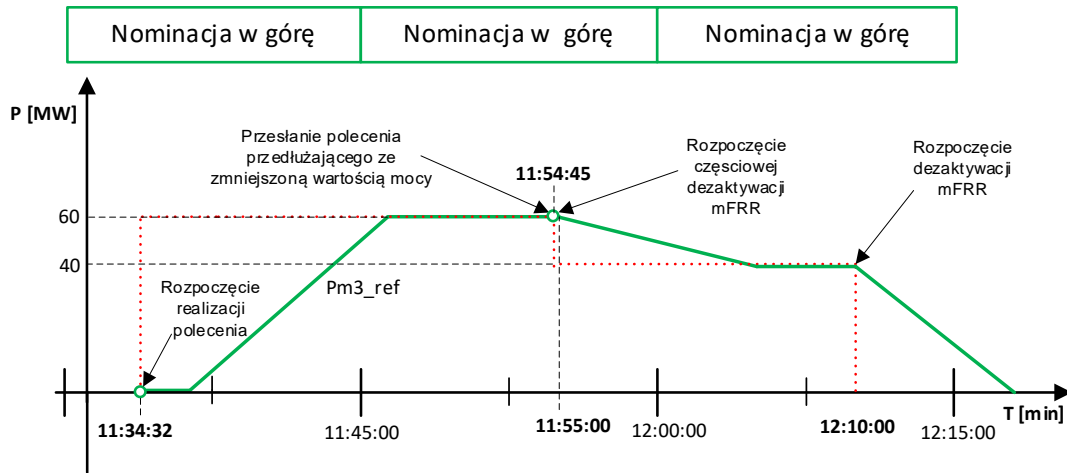 Nominacja w górę
Nominacja w górę
Nominacja w górę
P [MW]
Przesłanie polecenia
przedłużającego ze
zmniejszoną wartością mocy
11:54:45
Rozpoczęcie
częsciowej
dezaktywacji
mFRR
Rozpoczęcie
dezaktywacji
mFRR
60
40
Rozpoczęcie
realizacji
polecenia
Pm3_ref
T [min]
11:34:32
11:45:00
11:55:00
12:00:00
12:10:00
12:15:00